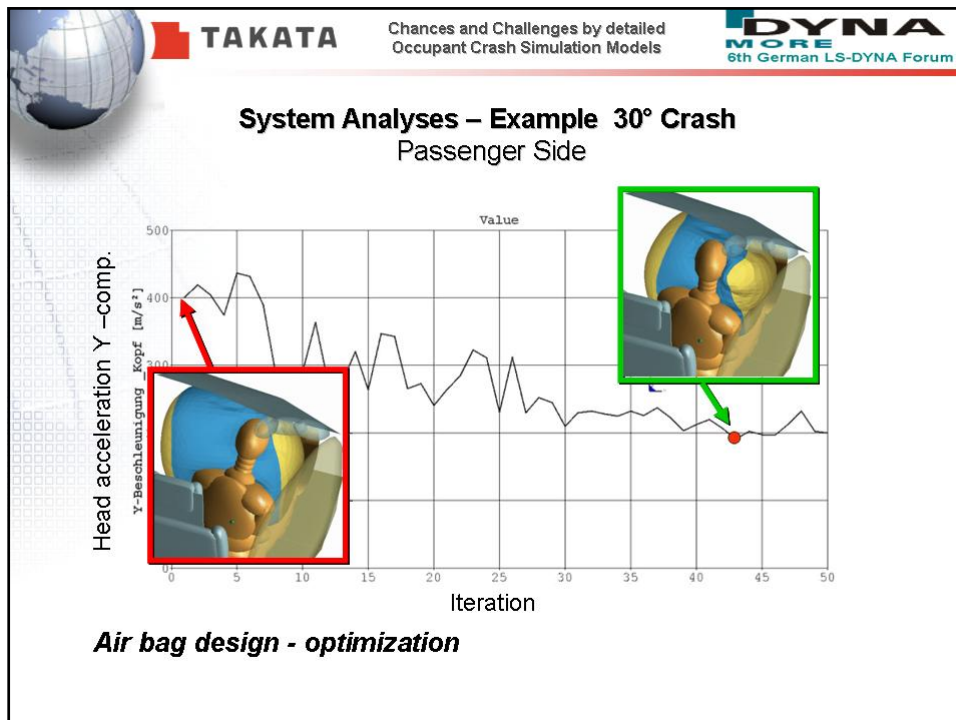 TAKATA
Chances and Challenges by detailed
Occupant Crash Simulation Models
DYNA
MORE
6th German LS-DYNA Forum
System Analyses – Example 30° Crash
Passenger Side
Value
500
400
300
0
Head acceleration Y –comp.
Y-Beschleunigung _Kopf [m/s²]
0 5 10 15 20 25 30 35 40 45 50
Iteration
Air bag design - optimization